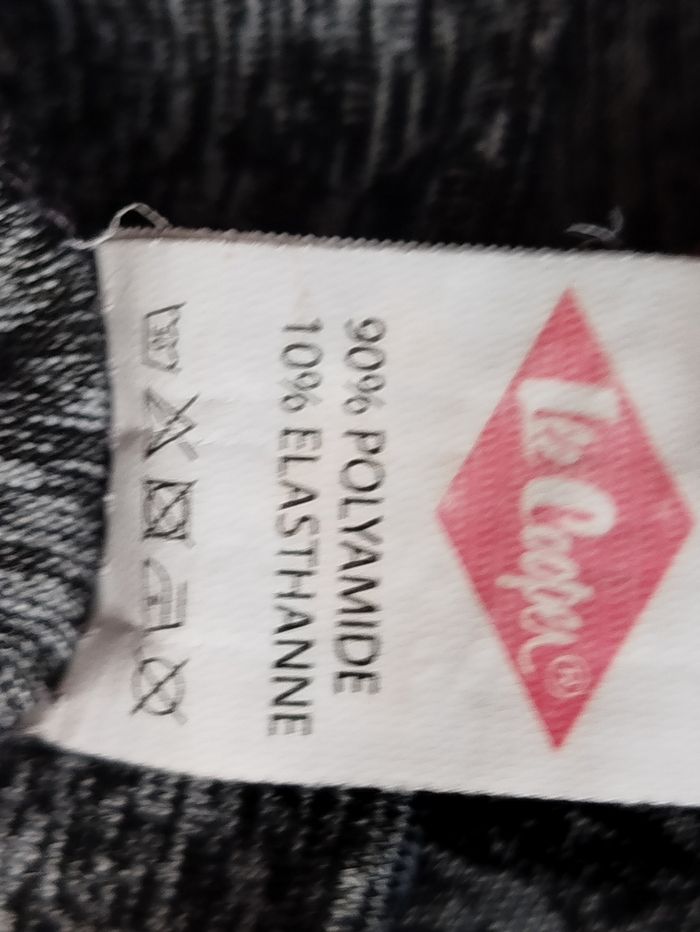 Lee Cooper®
90% POLYAMIDE
10% ELASTHANNE